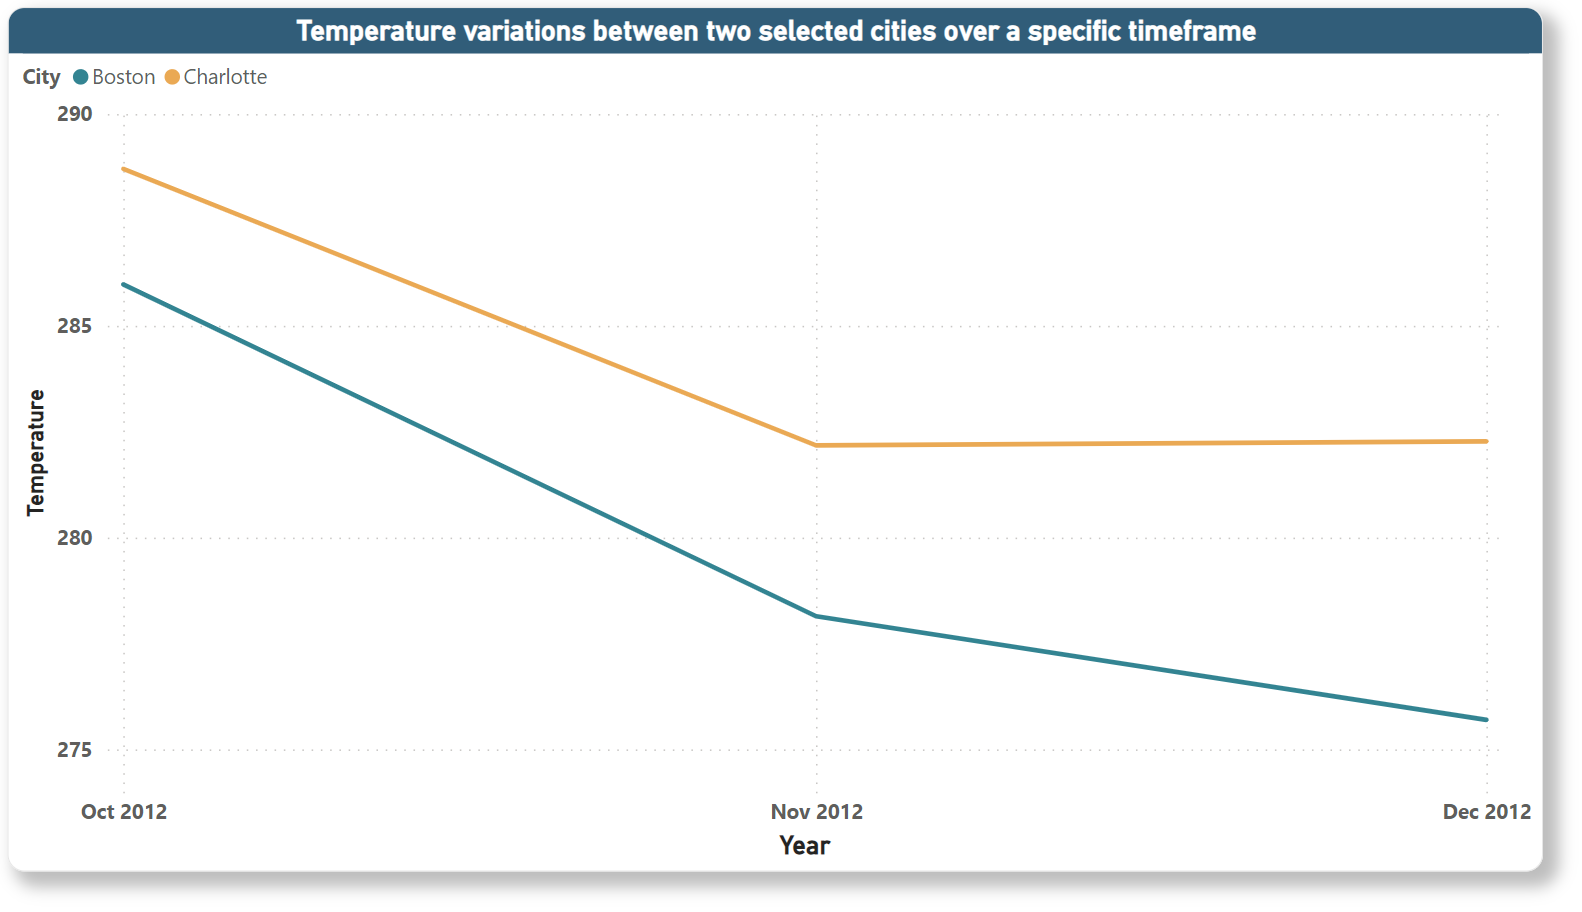 Temperature variations between two selected cities over a specific timeframe
City Boston Charlotte
290
285
280
275
Temperature
Oct 2012 Nov 2012 Dec 2012
Year